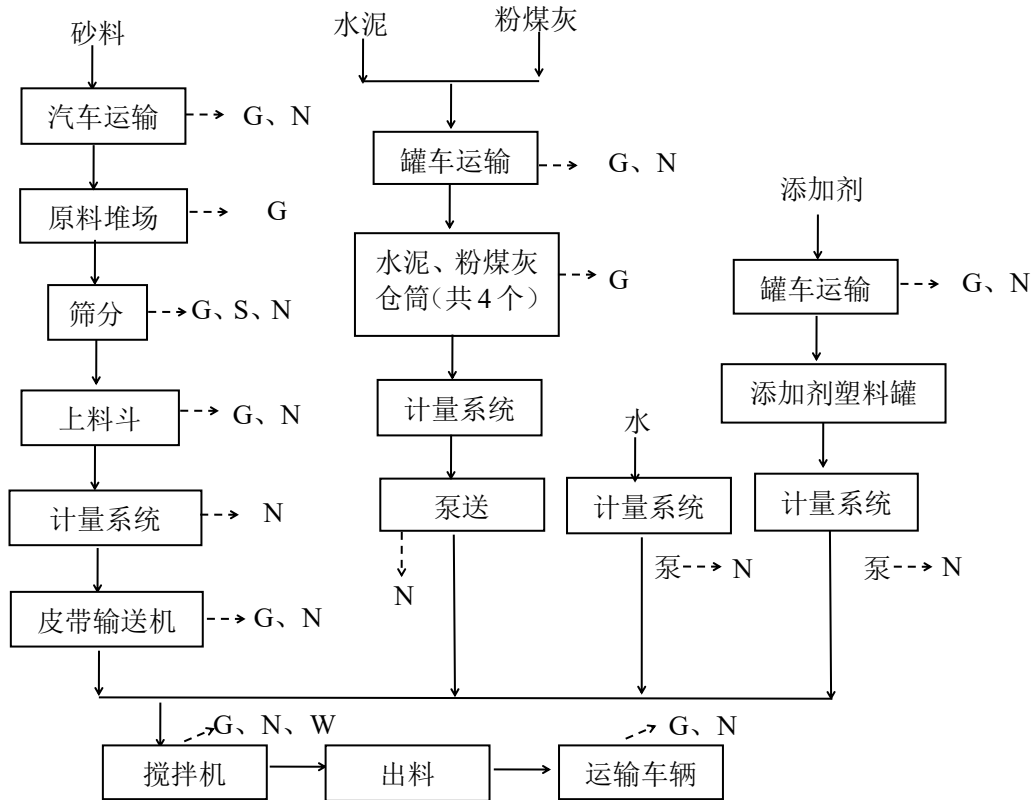 砂料
汽车运输
G、N
原料堆场
G
筛分
G、S、N
上料斗
G、N
计量系统
N
皮带输送机
G、N
水泥
粉煤灰
罐车运输
G、N
水泥、粉煤灰
仓筒（共4个）
G
计量系统
泵送
N
水
计量系统
泵
N
添加剂
罐车运输
G、N
添加剂塑料罐
计量系统
泵
N
搅拌机
G、N、W
出料
运输车辆
G、N